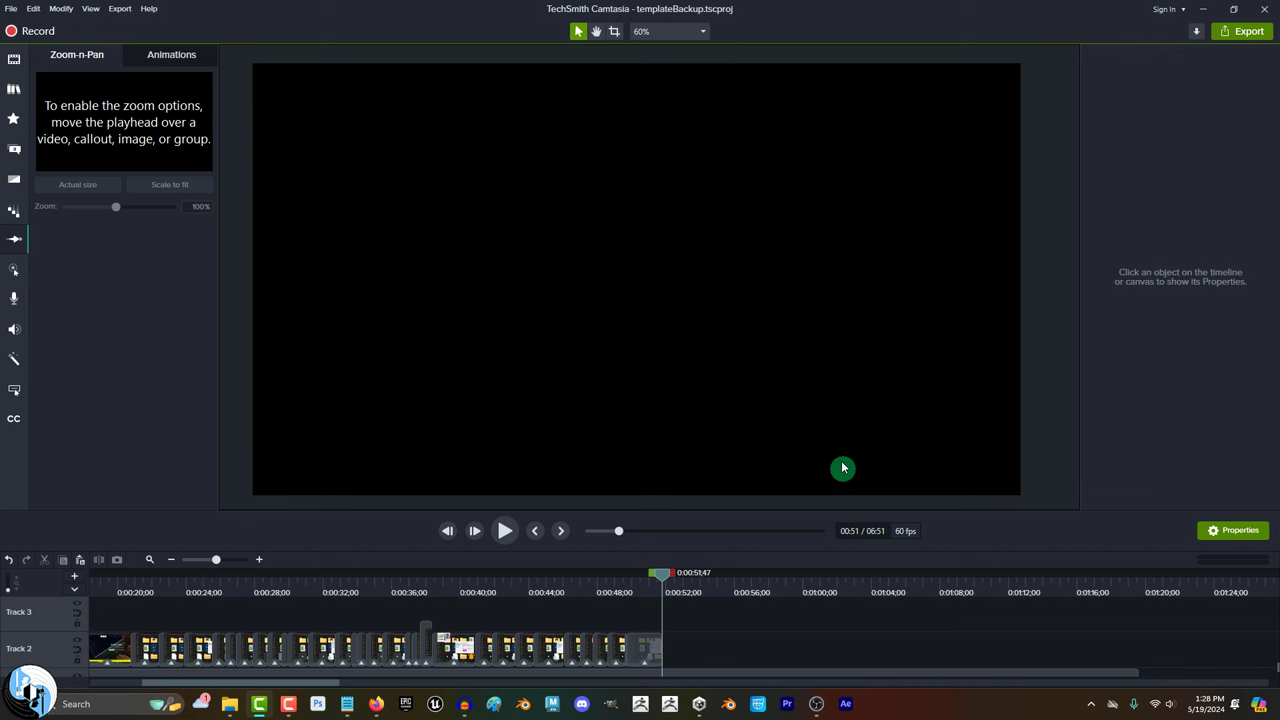 File Edit Modify View Export Help
TechSmith Camtasia - templateBackup.tscproj
Sign In
Record
60%
Export
Zoom-n-Pan Animations
To enable the zoom options,
move the playhead over a
video, callout, image, or group.
Actual size Scale to fit
Zoom: 100%
CC
Click an object on the timeline
or canvas to show its Properties.
00:51 / 06:51 60 fps
Properties
0:00:51;47
0:00:20;00 0:00:24;00 0:00:28;00 0:00:32;00 0:00:36;00 0:00:40;00 0:00:44;00 0:00:48;00 0:00:52;00 0:00:56;00 0:01:00;00 0:01:04;00 0:01:08;00 0:01:12;00 0:01:16;00 0:01:20;00 0:01:24;00
Track 3
Track 2
Search
1
Ps
EPIC
Pr
Ae
1:28 PM
5/19/2024